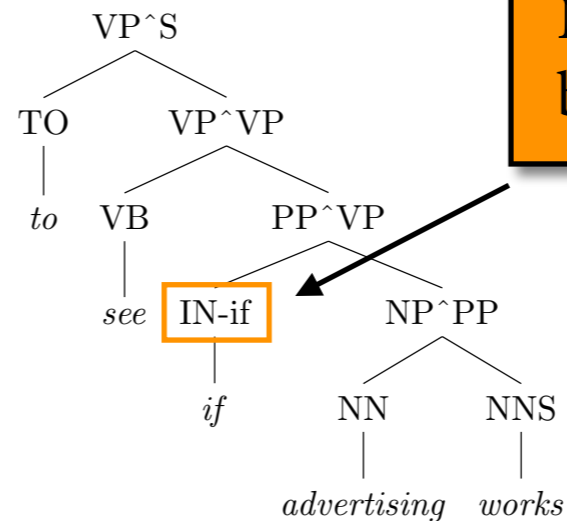 VP^S
TO VP^VP
to VB PP^VP
see IN-if NP^PP
if NN NNS
advertising works